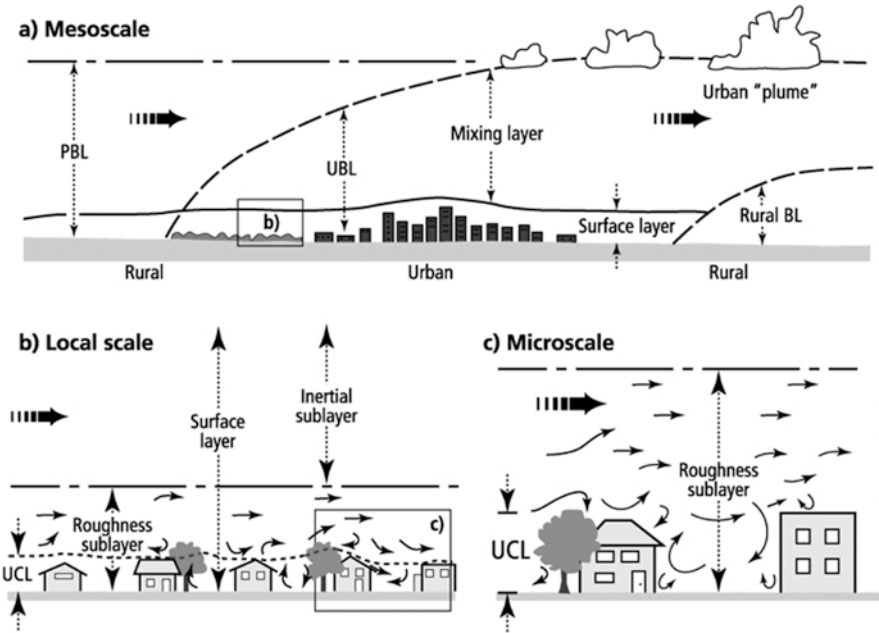 a) Mesoscale
PBL
UBL
Mixing layer
Urban "plume"
b)
Surface layer
Rural BL
Rural
Urban
Rural
b) Local scale
Surface
layer
Inertial
sublayer
Roughness
sublayer
c)
UCL
c) Microscale
Roughness
sublayer
UCL